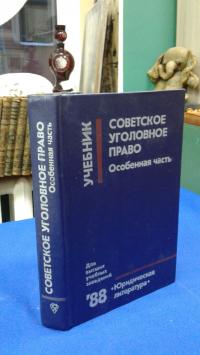 СОВЕТСКОЕ УГОЛОВНОЕ ПРАВО
Особенная часть
УЧЕБНИК
СОВЕТСКОЕ
УГОЛОВНОЕ
ПРАВО
Особенная часть
Для
высших
учебных
заведений
'88
«Юридическая
литература»